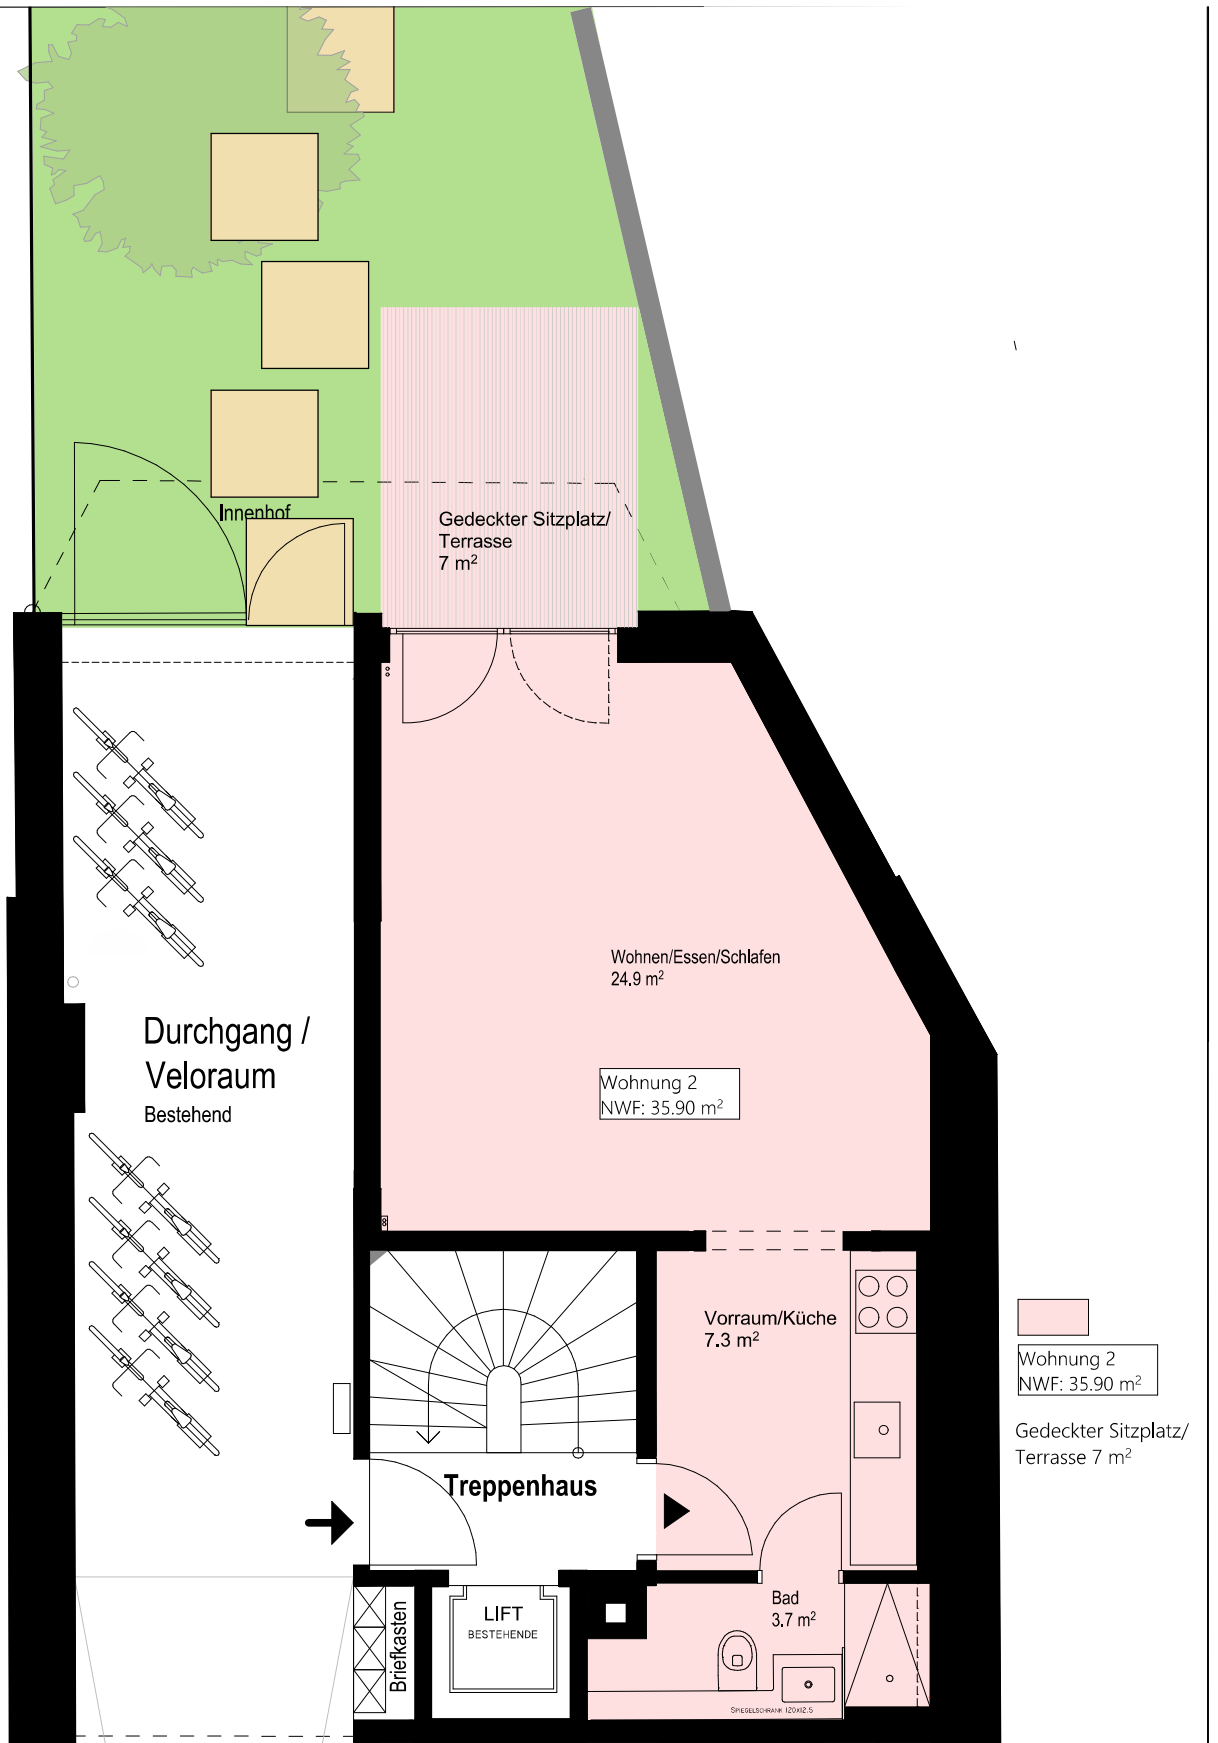 Innenhof
Gedeckter Sitzplatz/
Terrasse
7 m²
Wohnen/Essen/Schlafen
24.9 m²
Durchgang /
Veloraum
Bestehend
Wohnung 2
NWF: 35.90 m²
Vorraum/Küche
7.3 m²
Wohnung 2
NWF: 35.90 m²
Gedeckter Sitzplatz/
Terrasse 7 m²
Treppenhaus
Briefkasten
LIFT
BESTEHENDE
Bad
3.7 m²
SPIEGELSCHRANK 120X12.5